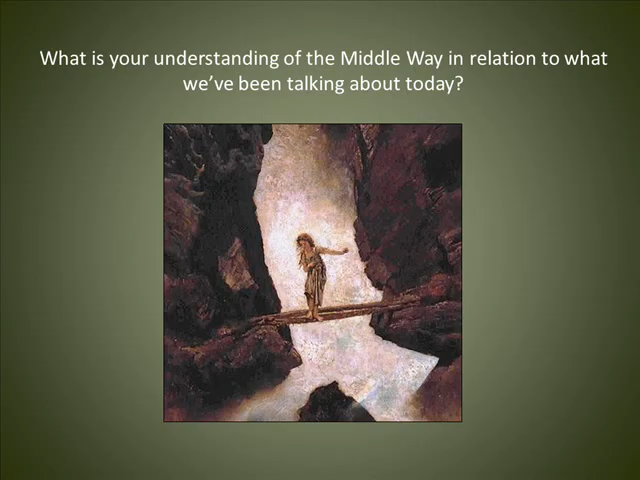 What is your understanding of the Middle Way in relation to what
we’ve been talking about today?